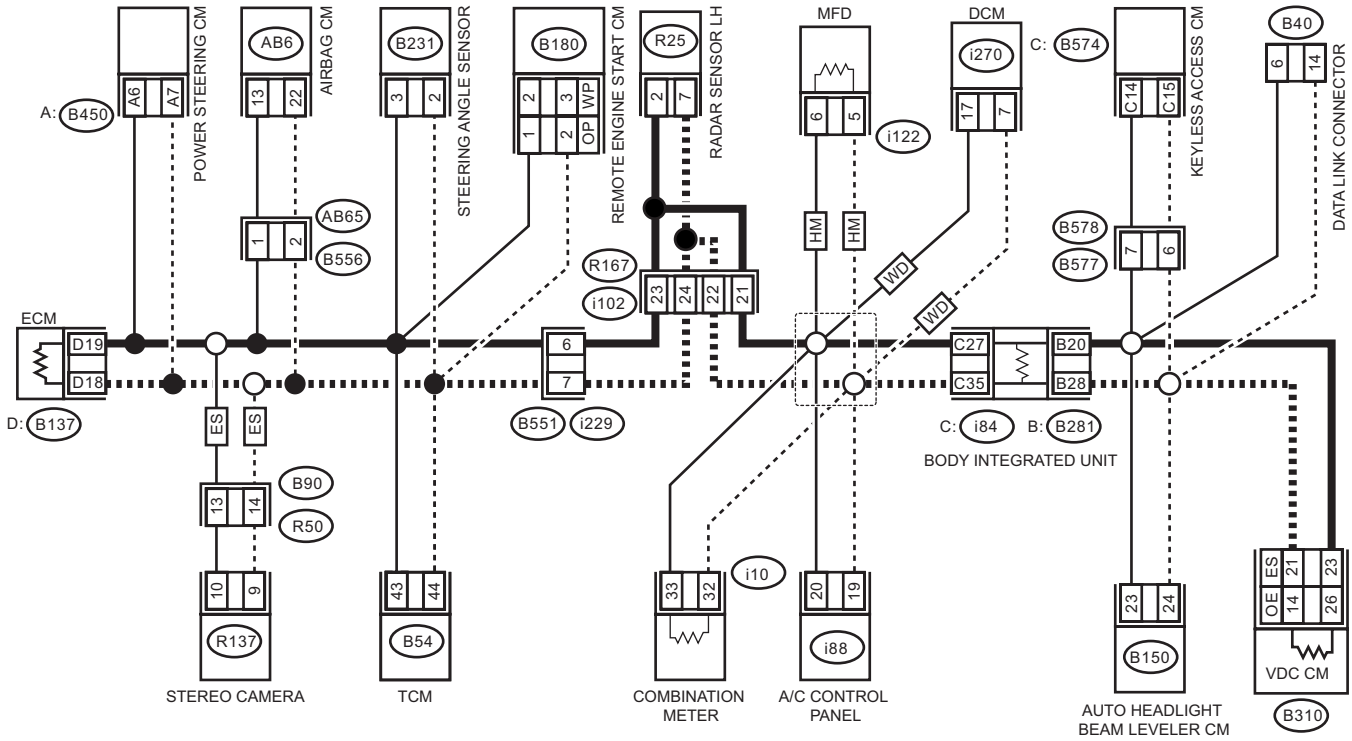 MFD
DCM
B40
AB6
B231
B180
R25
i270
C: B574
6
14
A6
A7
13
22
3
2
2
3
WP
1
2
OP
2
7
6
5
17
7
C14
C15
A: B450
POWER STEERING CM
AIRBAG CM
STEERING ANGLE SENSOR
REMOTE ENGINE START CM
RADAR SENSOR LH
i122
KEYLESS ACCESS CM
DATA LINK CONNECTOR
AB65
1
2
B556
HM
HM
B578
7
6
B577
R167
i102
23
24
22
21
WD
WD
ECM
D19
D18
6
7
C27
C35
B20
B28
D: B137
ES
ES
B551
i229
C: i84
B: B281
BODY INTEGRATED UNIT
B90
13
14
R50
10
9
43
44
33
32
i10
20
19
23
24
ES
21
23
OE
14
26
R137
B54
i88
B150
VDC CM
STEREO CAMERA
TCM
COMBINATION
METER
A/C CONTROL
PANEL
AUTO HEADLIGHT
BEAM LEVELER CM
B310